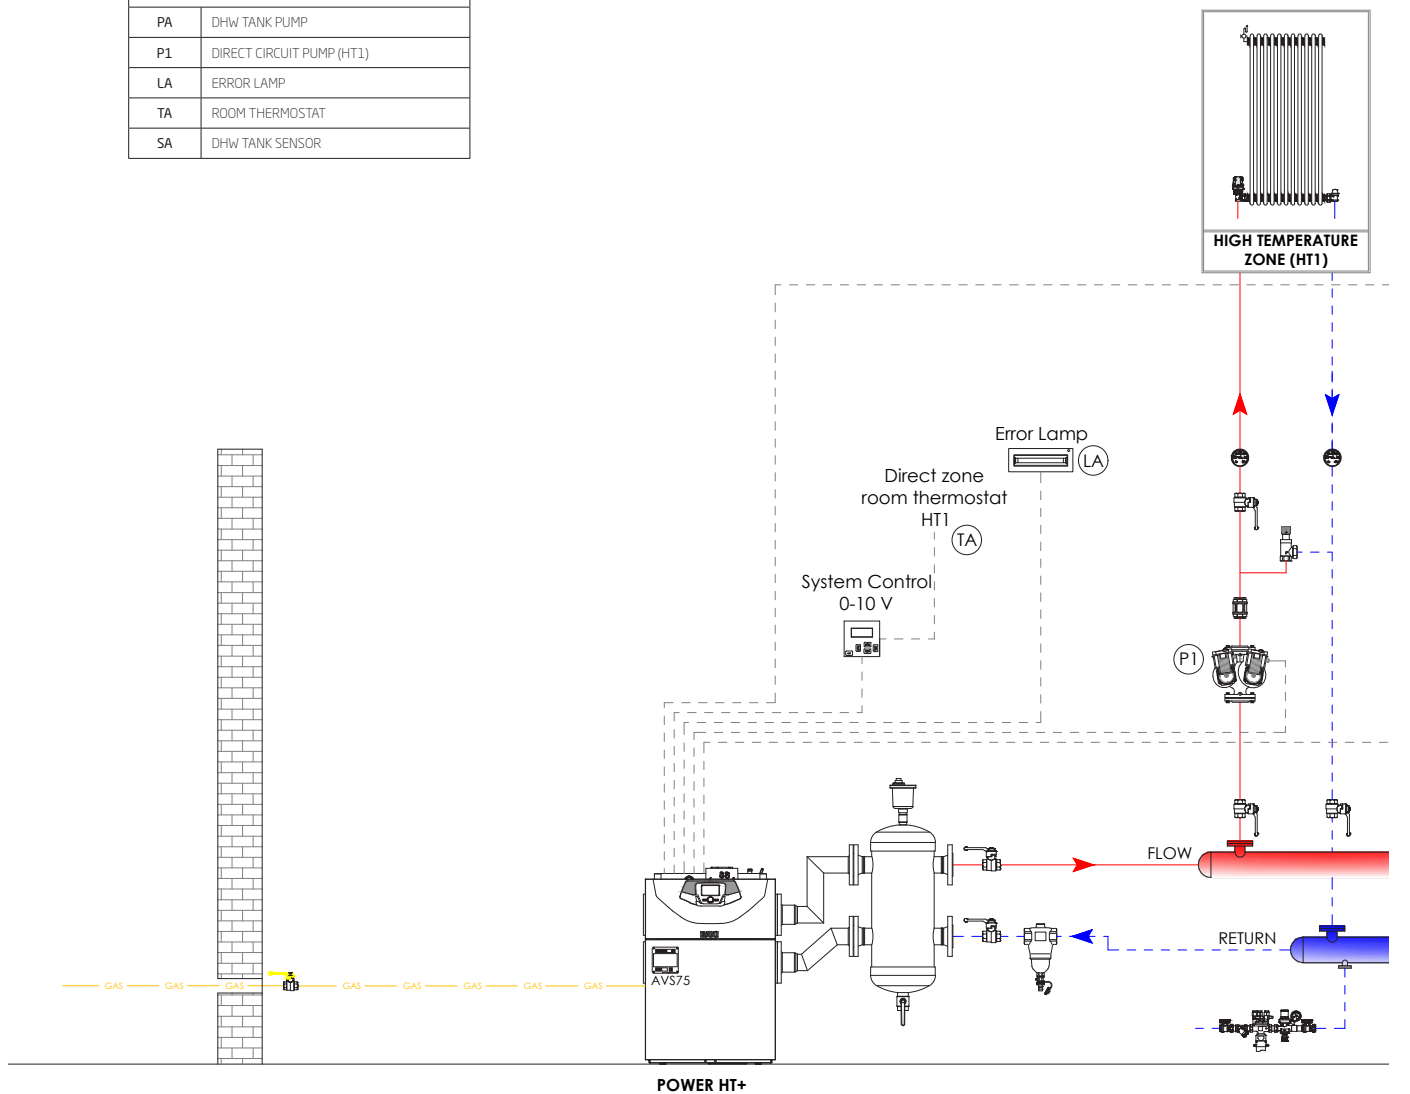 PA DHW TANK PUMP
P1 DIRECT CIRCUIT PUMP (HT1)
LA ERROR LAMP
TA ROOM THERMOSTAT
SA DHW TANK SENSOR
HIGH TEMPERATURE
ZONE (HT1)
Error Lamp
LA
Direct zone
room thermostat
HT1
TA
System Control
0-10 V
P1
FLOW
RETURN
BAXI
AVS75
GAS GAS GAS GAS GAS GAS GAS GAS
POWER HT+